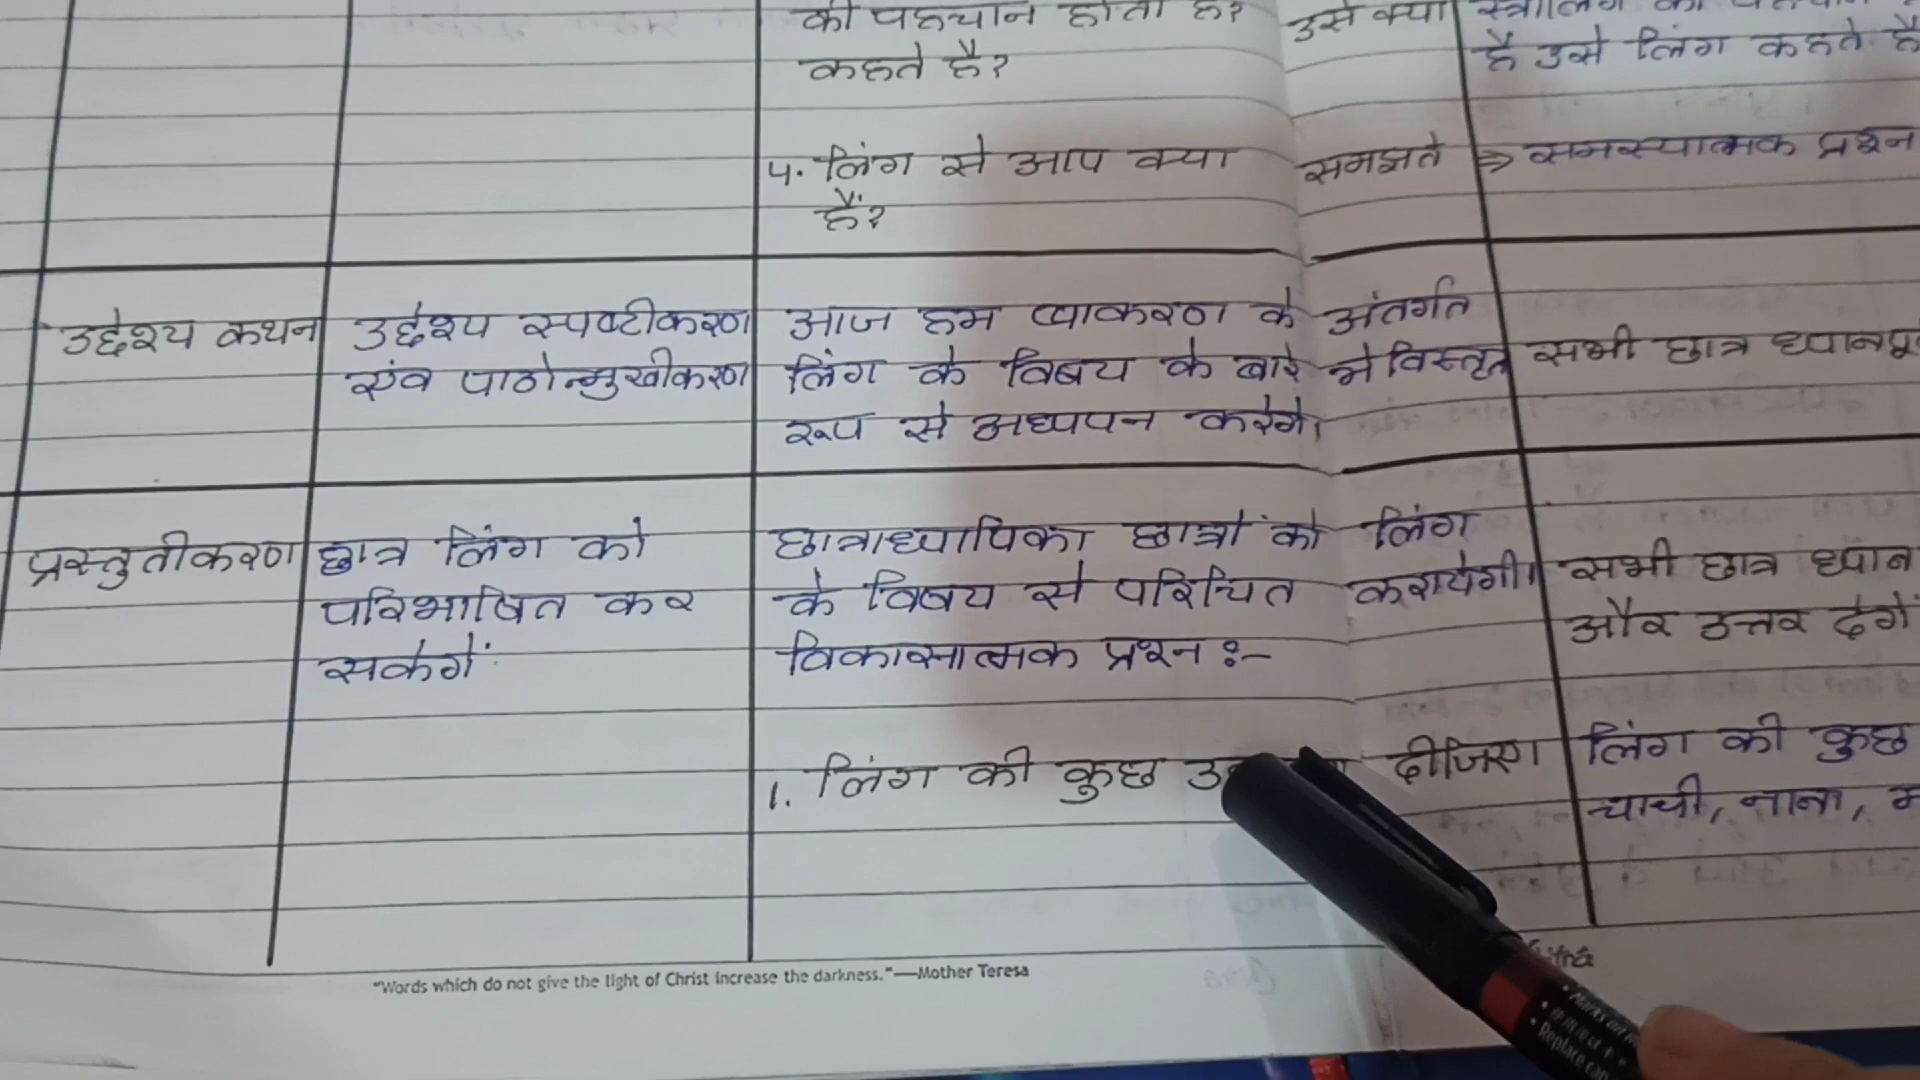 की पहचान होती है? उसे क्या
कहते है?
है उसे लिंग कहते है
4. लिंग से आप क्या समझते
हैं?
⇒ समस्यात्मक प्रश्न
उद्देश्य कथन
उद्देश्य स्पष्टीकरण
एंव पाठोन्मुखीकरण
आज हम व्याकरण के अंतर्गत
लिंग के विषय के बारे मे विस्तृत
रूप से अध्ययन करेगे।
सभी छात्र
प्रस्तुतीकरण
छात्र लिंग को
परिभाषित कर
सकेगें
छात्राध्यापिका छात्रों को लिंग
के विषय से परिचित करायेगी।
विकासात्मक प्रश्न :-
सभी छात्र ध्यान
और उत्तर देगें
1. लिंग की कुछ दीजिए
लिंग की कुछ
चाची, नाना,
"Words which do not give the light of Christ increase the darkness."—Mother Teresa
Replace cap